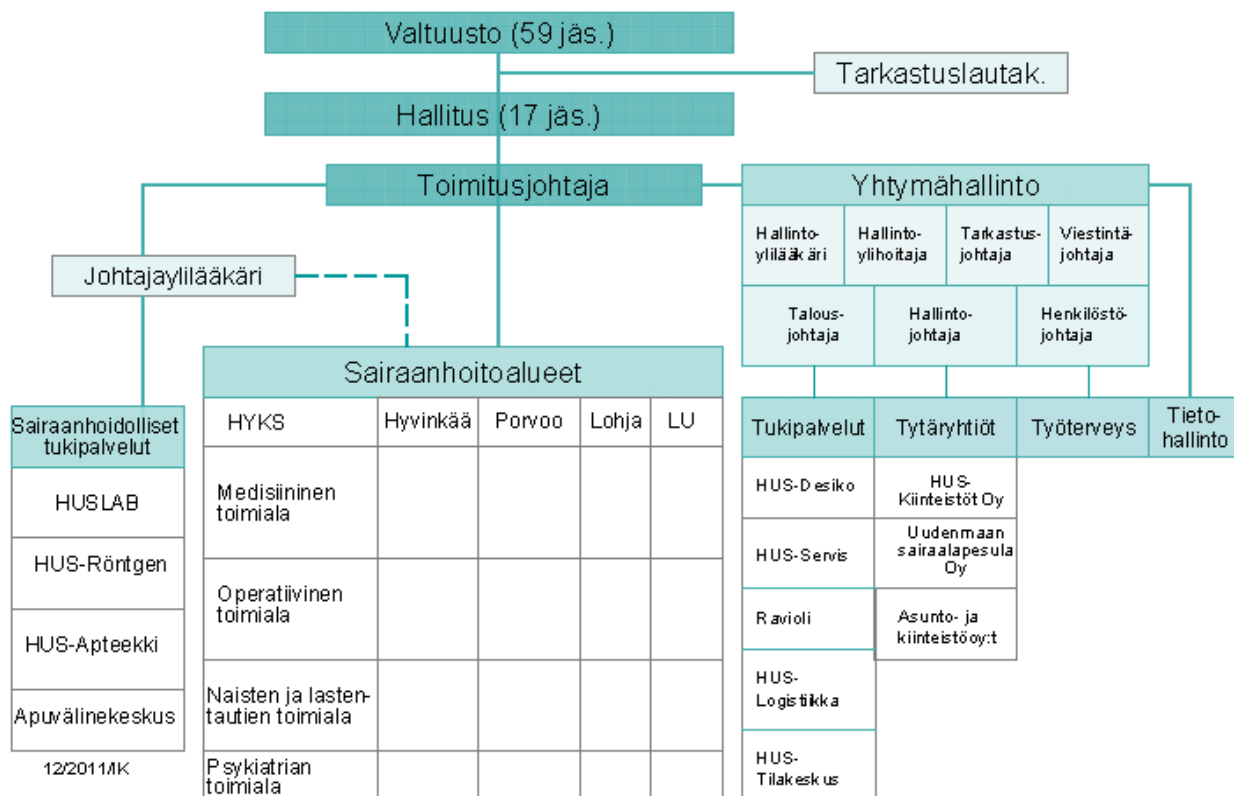 Valtuusto (59 jäs.)
Tarkastuslautak.
Hallitus (17 jäs.)
Toimitusjohtaja
Yhtymähallinto
Hallinto-
ylilääkäri
Hallinto-
ylihoitaja
Tarkastus-
johtaja
Viestintä-
johtaja
Talous-
johtaja
Hallinto-
johtaja
Henkilöstö-
johtaja
Johtajaylilääkäri
Sairaanhoitoalueet
HYKS
Hyvinkää
Porvoo
Lohja
LU
Medisiininen
toimiala
Operatiivinen
toimiala
Naisten ja lasten-
tautien toimiala
Psykiatrian
toimiala
Sairaanhoidolliset
tukipalvelut
HUSLAB
HUS-Röntgen
HUS-Apteekki
Apuvälinekeskus
12/2011/IK
Tukipalvelut
Tytäryhtiöt
Työterveys
Tieto-
hallinto
HUS-Desiko
HUS-
Kiinteistöt Oy
HUS-Servis
Uudenmaan
sairaalapesula
Oy
Ravioli
Asunto- ja
kiinteistöoy:t
HUS-
Logistiikka
HUS-
Tilakeskus